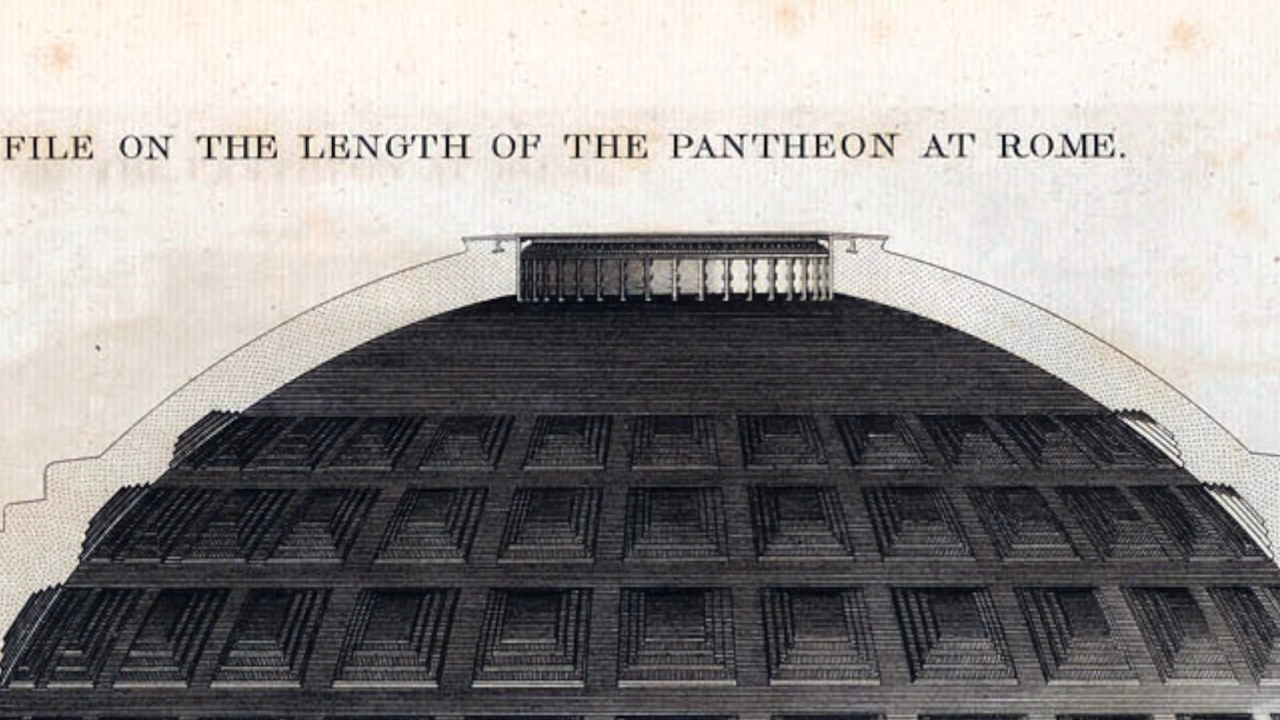 FILE ON THE LENGTH OF THE PANTHEON AT ROME.